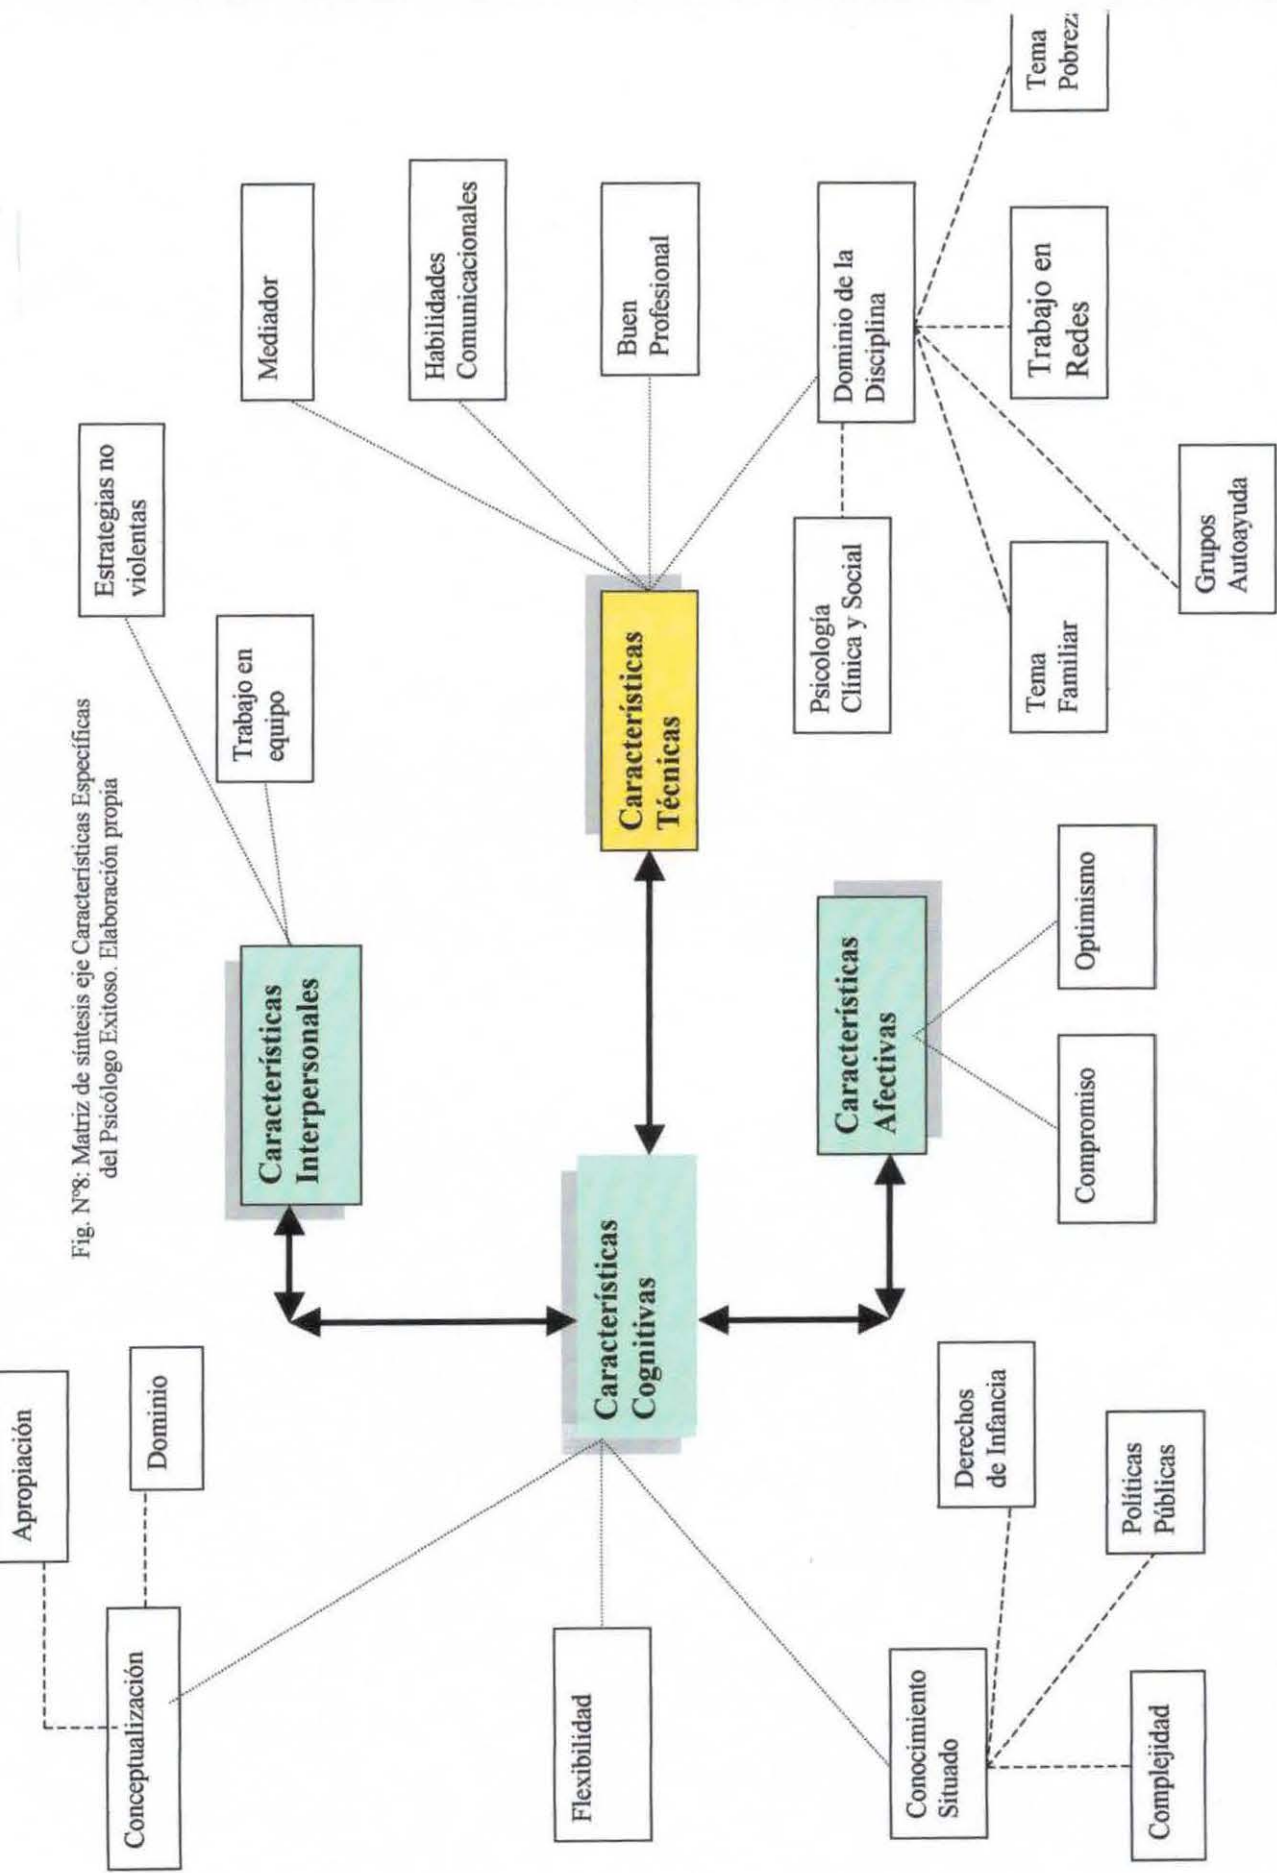 Fig. Nº8: Matriz de síntesis eje Características Específicas
del Psicólogo Exitoso. Elaboración propia
Apropiación
Dominio
Conceptualización
Estrategias no
violentas
Trabajo en
equipo
Mediador
Características
Interpersonales
Habilidades
Comunicacionales
Flexibilidad
Características
Cognitivas
Características
Técnicas
Buen
Profesional
Características
Afectivas
Psicología
Clínica y Social
Dominio de la
Disciplina
Conocimiento
Situado
Derechos
de Infancia
Compromiso
Optimismo
Tema
Familiar
Trabajo en
Redes
Tema
Pobrez
Complejidad
Políticas
Públicas
Grupos
Autoayuda